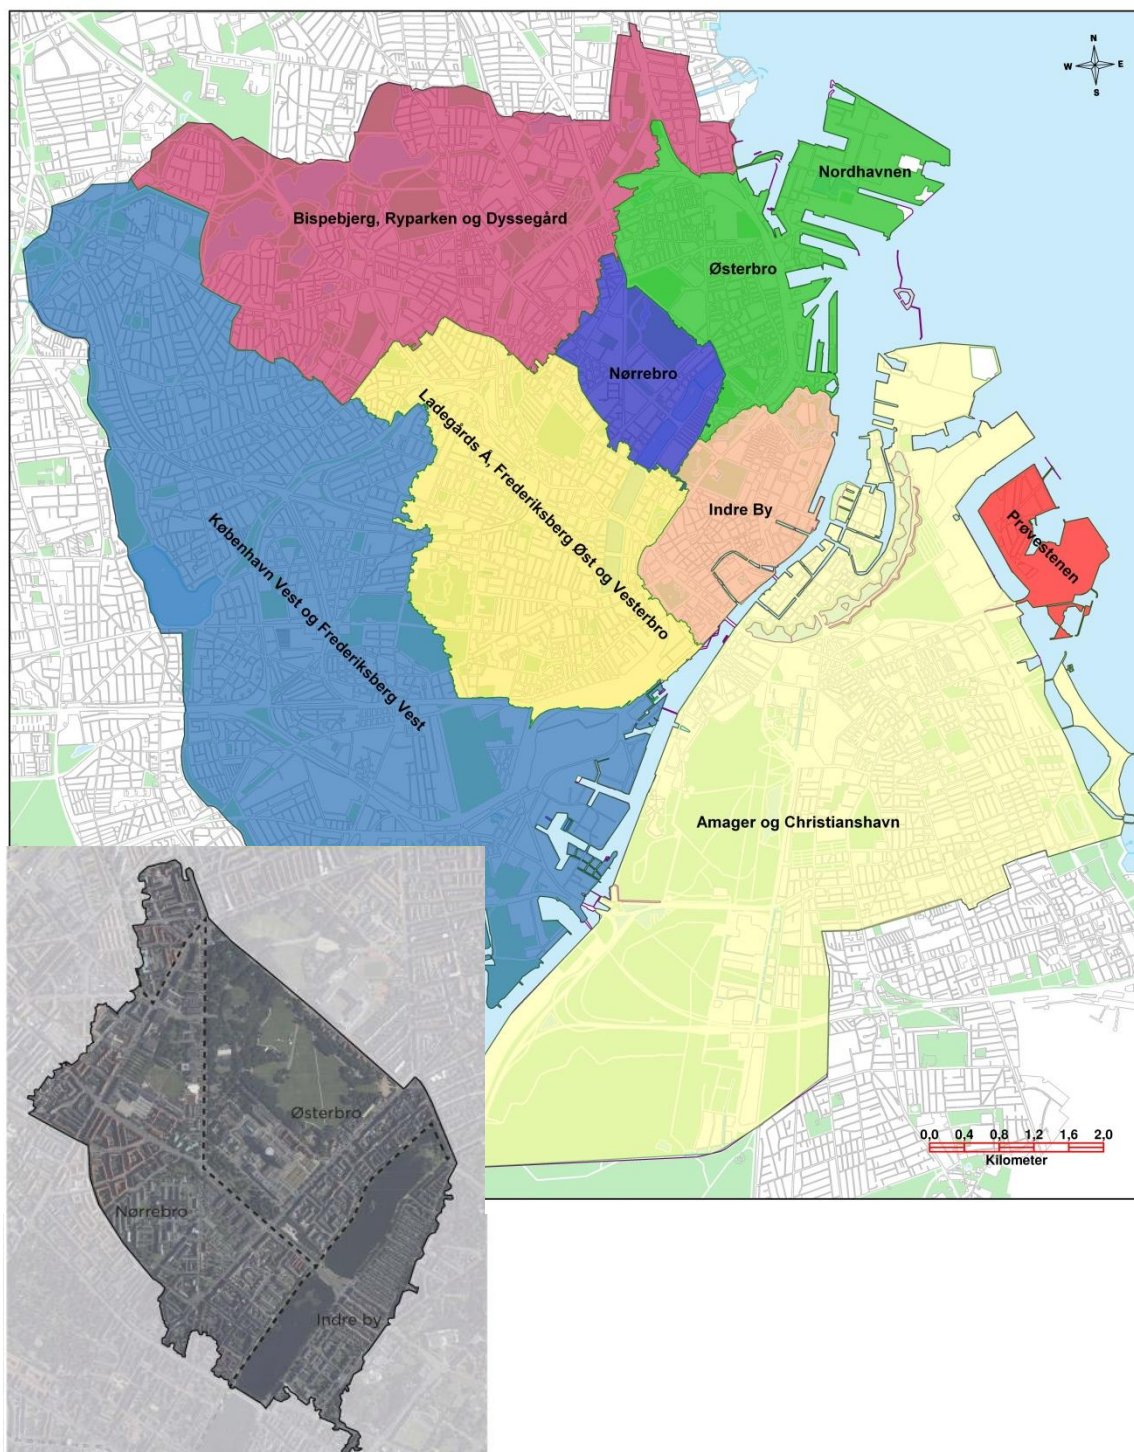 N
W E
S
Nordhavnen
Bispebjerg, Ryparken og Dyssegård
Østerbro
Nørrebro
Ladegårds Å, Frederiksberg Øst og Vesterbro
Indre By
Prøvestenen
København Vest og Frederiksberg Vest
Amager og Christianshavn
0,0 0,4 0,8 1,2 1,6 2,0
Kilometer
Østerbro
Nørrebro
Indre by